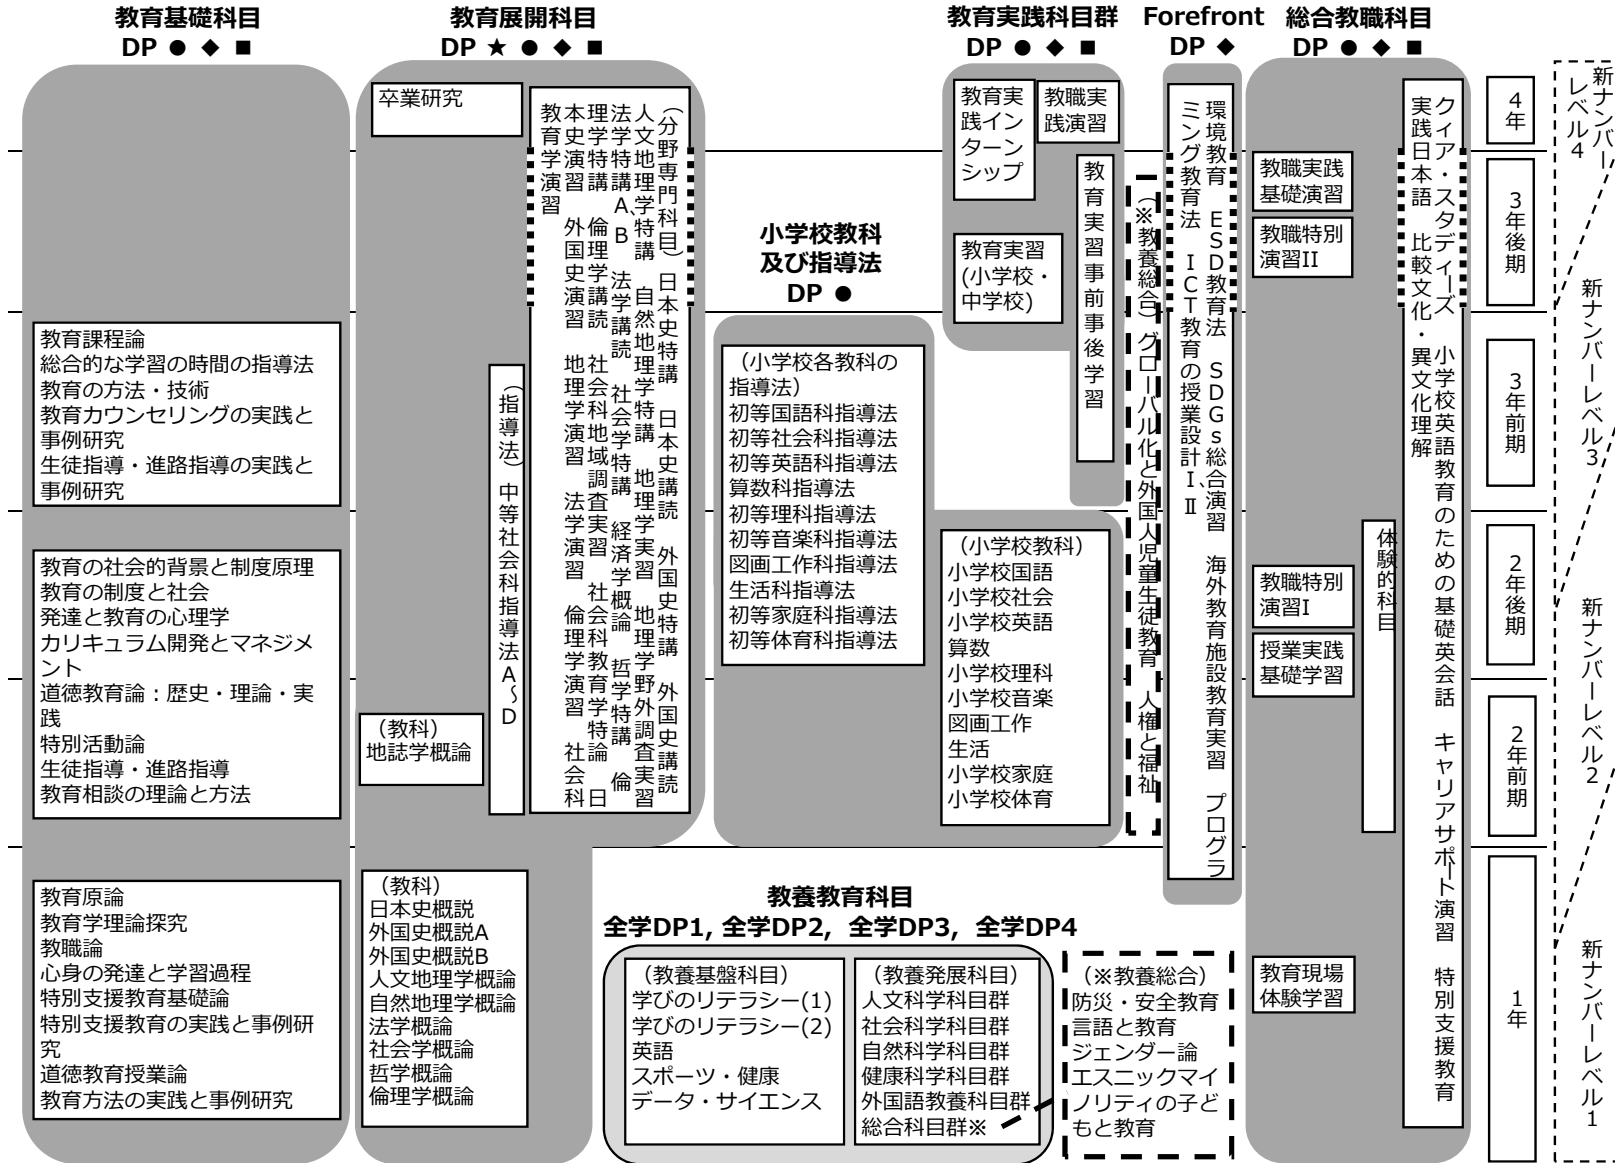 教育基礎科目
DP ● ◆ ■
教育展開科目
DP ★ ● ◆ ■
教育実践科目群
DP ● ◆ ■
Forefront
DP ◆
総合教職科目
DP ● ◆ ■
教育課程論
総合的な学習の時間の指導法
教育の方法・技術
教育カウンセリングの実践と
事例研究
生徒指導・進路指導の実践と
事例研究
教育の社会的背景と制度原理
教育の制度と社会
発達と教育の心理学
カリキュラム開発とマネジメ
ント
道徳教育論：歴史・理論・実
践
特別活動論
生徒指導・進路指導
教育相談の理論と方法
教育原論
教育学理論探究
教職論
心身の発達と学習過程
特別支援教育基礎論
特別支援教育の実践と事例研
究
道徳教育授業論
教育方法の実践と事例研究
卒業研究
（分野専門科目）日本史特講　日本史講読　外国史特講　外国史講読
人文地理学特講　自然地理学特講　地理学実習　地理学野外調査実習
法学特講A、B　法学講読　社会学特講　経済学概論　哲学特講　倫
理学特講　倫理学講読　社会科地域調査実習　社会科教育学特論　日
本史演習　外国史演習　地理学演習　法学演習　倫理学演習　社会科
教育学演習
（指導法）中等社会科指導法A～D
（教科）
地誌学概論
（教科）
日本史概説
外国史概説A
外国史概説B
人文地理学概論
自然地理学概論
法学概論
社会学概論
哲学概論
倫理学概論
小学校教科
及び指導法
DP ●
（小学校各教科の
指導法）
初等国語科指導法
初等社会科指導法
初等英語科指導法
算数科指導法
初等理科指導法
初等音楽科指導法
図画工作科指導法
生活科指導法
初等家庭科指導法
初等体育科指導法
（小学校教科）
小学校国語
小学校社会
小学校英語
算数
小学校理科
小学校音楽
図画工作
生活
小学校家庭
小学校体育
教育実
践イン
ターン
シップ
教職実
践演習
教育実習
(小学校・
中学校)
教育実習事前事後学習
（※教養総合）グローバル化と外国人児童生徒教育　人権と福祉
環境教育　ESD教育法　SDGs総合演習　海外教育施設教育実習　プログラ
ミング教育法　ICT教育の授業設計Ⅰ、Ⅱ
教職実践
基礎演習
教職特別
演習II
教職特別
演習I
授業実践
基礎学習
教育現場
体験学習
体験的科目
クィア・スタディーズ　小学校英語教育のための基礎英会話　キャリアサポート演習　特別支援教育
実践日本語　比較文化・異文化理解
教養教育科目
全学DP1, 全学DP2, 全学DP3, 全学DP4
（教養基盤科目）
学びのリテラシー(1)
学びのリテラシー(2)
英語
スポーツ・健康
データ・サイエンス
（教養発展科目）
人文科学科目群
社会科学科目群
自然科学科目群
健康科学科目群
外国語教養科目群
総合科目群※
（※教養総合）
防災・安全教育
言語と教育
ジェンダー論
エスニックマイ
ノリティの子ど
もと教育
4年
3年後期
3年前期
2年後期
2年前期
1年
新ナンバー
レベル4
新ナンバーレベル3
新ナンバーレベル2
新ナンバーレベル1